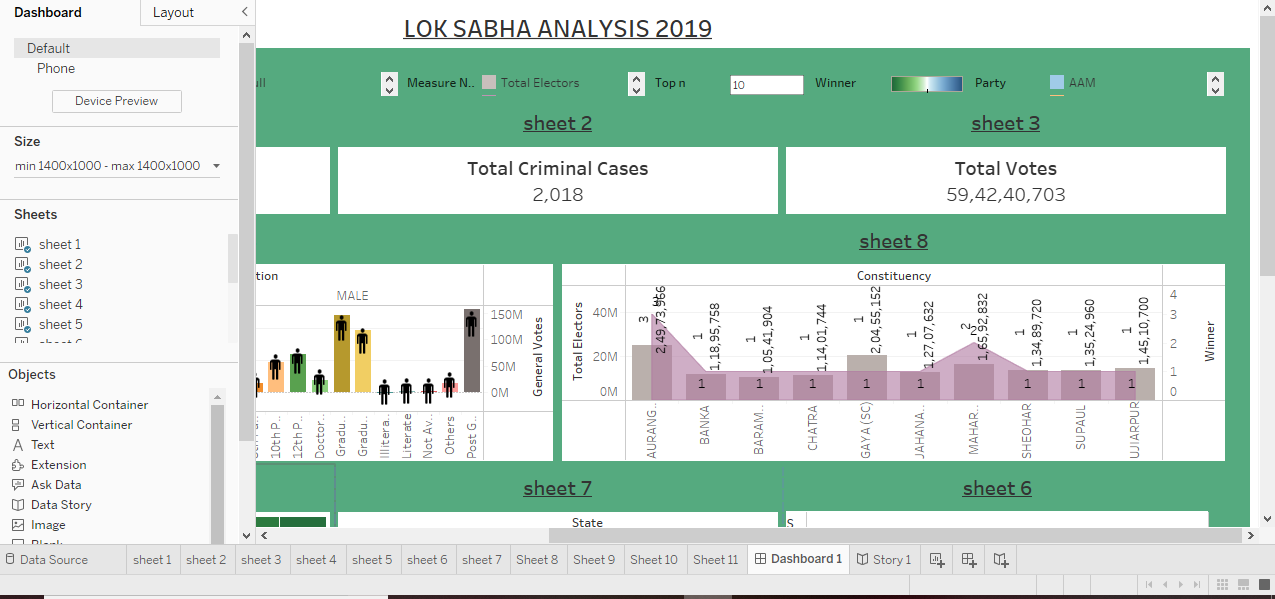 Dashboard
Layout
Default
Phone
Device Preview
Size
min 1400x1000 - max 1400x1000
Sheets
sheet 1
sheet 2
sheet 3
sheet 4
sheet 5
Objects
Horizontal Container
Vertical Container
Text
Extension
Ask Data
Data Story
Image
LOK SABHA ANALYSIS 2019
Measure N.. Total Electors Top n 10 Winner Party AAM
sheet 2 sheet 3
Total Criminal Cases
2,018
Total Votes
59,42,40,703
sheet 8
tion
MALE
150M
100M
50M
0M
General Votes
10th P..
12th P..
Doctor..
Gradu..
Gradu..
Illitera..
Literate
Not Av..
Others
Post G..
Constituency
Total Electors
40M
20M
0M
3 1 1 1 1 1 2 1 1 1
2,49,73,966
1,18,95,788
1,05,41,904
1,14,01,744
2,04,55,152
1,27,07,632
1,65,92,832
1,34,89,720
1,35,24,960
1,45,10,700
2
1 1 1 1 1 1 1 1
4
3
2
1
0
Winner
AURANG..
BANKA
BARAM..
CHATRA
GAYA (SC)
JAHANA..
MAHAR..
SHEOHAR
SUPAUL
UJIARPUR
sheet 7 sheet 6
State
S
Data Source sheet 1 sheet 2 sheet 3 sheet 4 sheet 5 sheet 6 sheet 7 Sheet 8 Sheet 9 Sheet 10 Sheet 11 Dashboard 1 Story 1